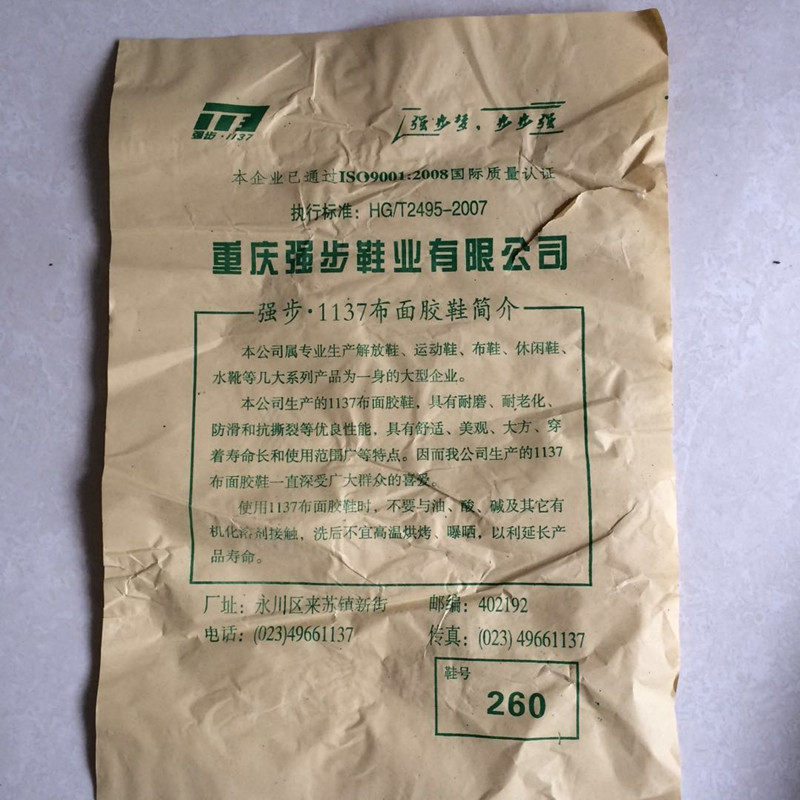 强步·1137
强步鞋、步步强
本企业已通过ISO9001:2008国际质量认证
执行标准：HG/T2495-2007
重庆强步鞋业有限公司
强步·1137布面胶鞋简介
本公司属专业生产解放鞋、运动鞋、布鞋、休闲鞋、
水靴等几大系列产品为一身的大型企业。
本公司生产的1137布面胶鞋，具有耐磨、耐老化、
防滑和抗撕裂等优良性能，具有舒适、美观、大方、穿
着寿命长和使用范围广等特点。因而我公司生产的1137
布面胶鞋一直深受广大群众的喜爱。
使用1137布面胶鞋时，不要与油、酸、碱及其它有
机化溶剂接触，洗后不宜高温烘烤、曝晒，以利延长产
品寿命。
厂址：永川区来苏镇新街 邮编：402192
电话：(023)49661137 传真：(023)49661137
鞋号
260